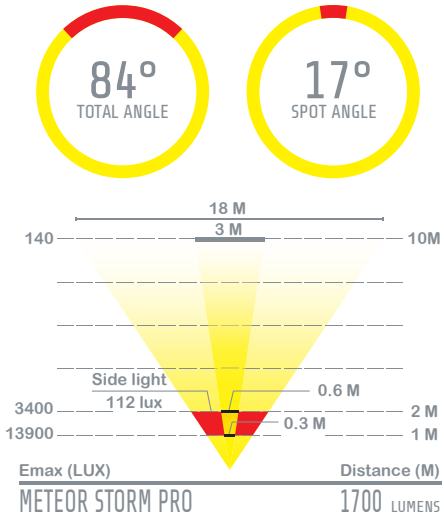 84° 17°
TOTAL ANGLE SPOT ANGLE
18 M
140 3 M 10M
Side light
112 lux 0.6 M
3400 2 M
0.3 M
13900 1 M
Emax (LUX) Distance (M)
METEOR STORM PRO 1700 LUMENS